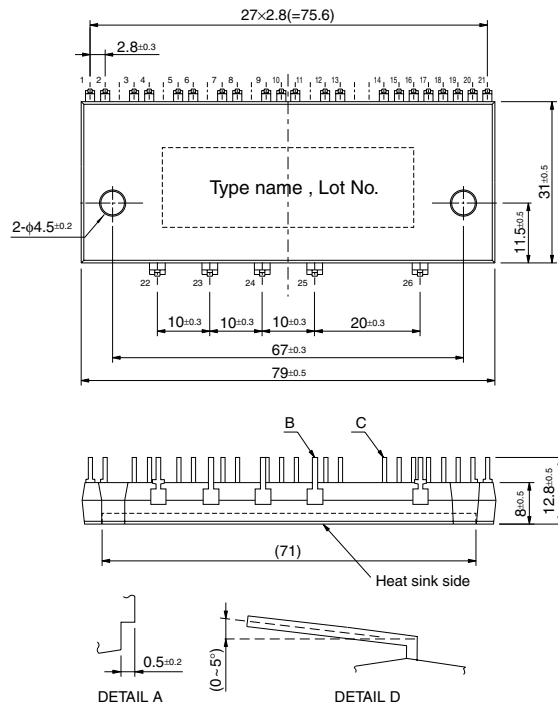 27×2.8(=75.6)
2.8±0.3
1 2 3 4 5 6 7 8 9 10 11 12 13 14 15 16 17 18 19 20 21
Type name , Lot No.
2-φ4.5±0.2
31±0.5
11.5±0.5
22 23 24 25 26
10±0.3 10±0.3 10±0.3 20±0.3
67±0.3
79±0.5
B C
8±0.5
12.8±0.5
(71)
Heat sink side
0.5±0.2
(0~5°)
DETAIL A
DETAIL D